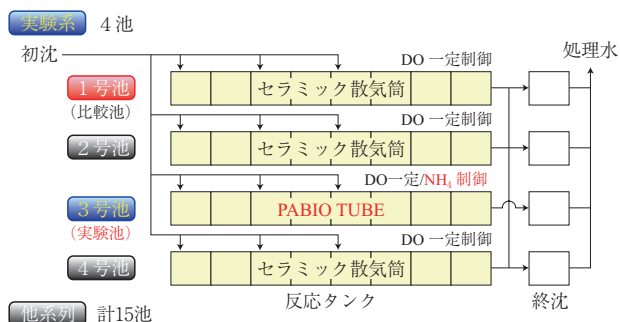 実験系 4池
初沈
処理水
DO 一定制御
1号池
(比較池)
セラミック散気筒
DO 一定制御
2号池
セラミック散気筒
DO一定/NH₄ 制御
3号池
(実験池)
PABIO TUBE
DO 一定制御
4号池
セラミック散気筒
反応タンク
終沈
他系列 計15池